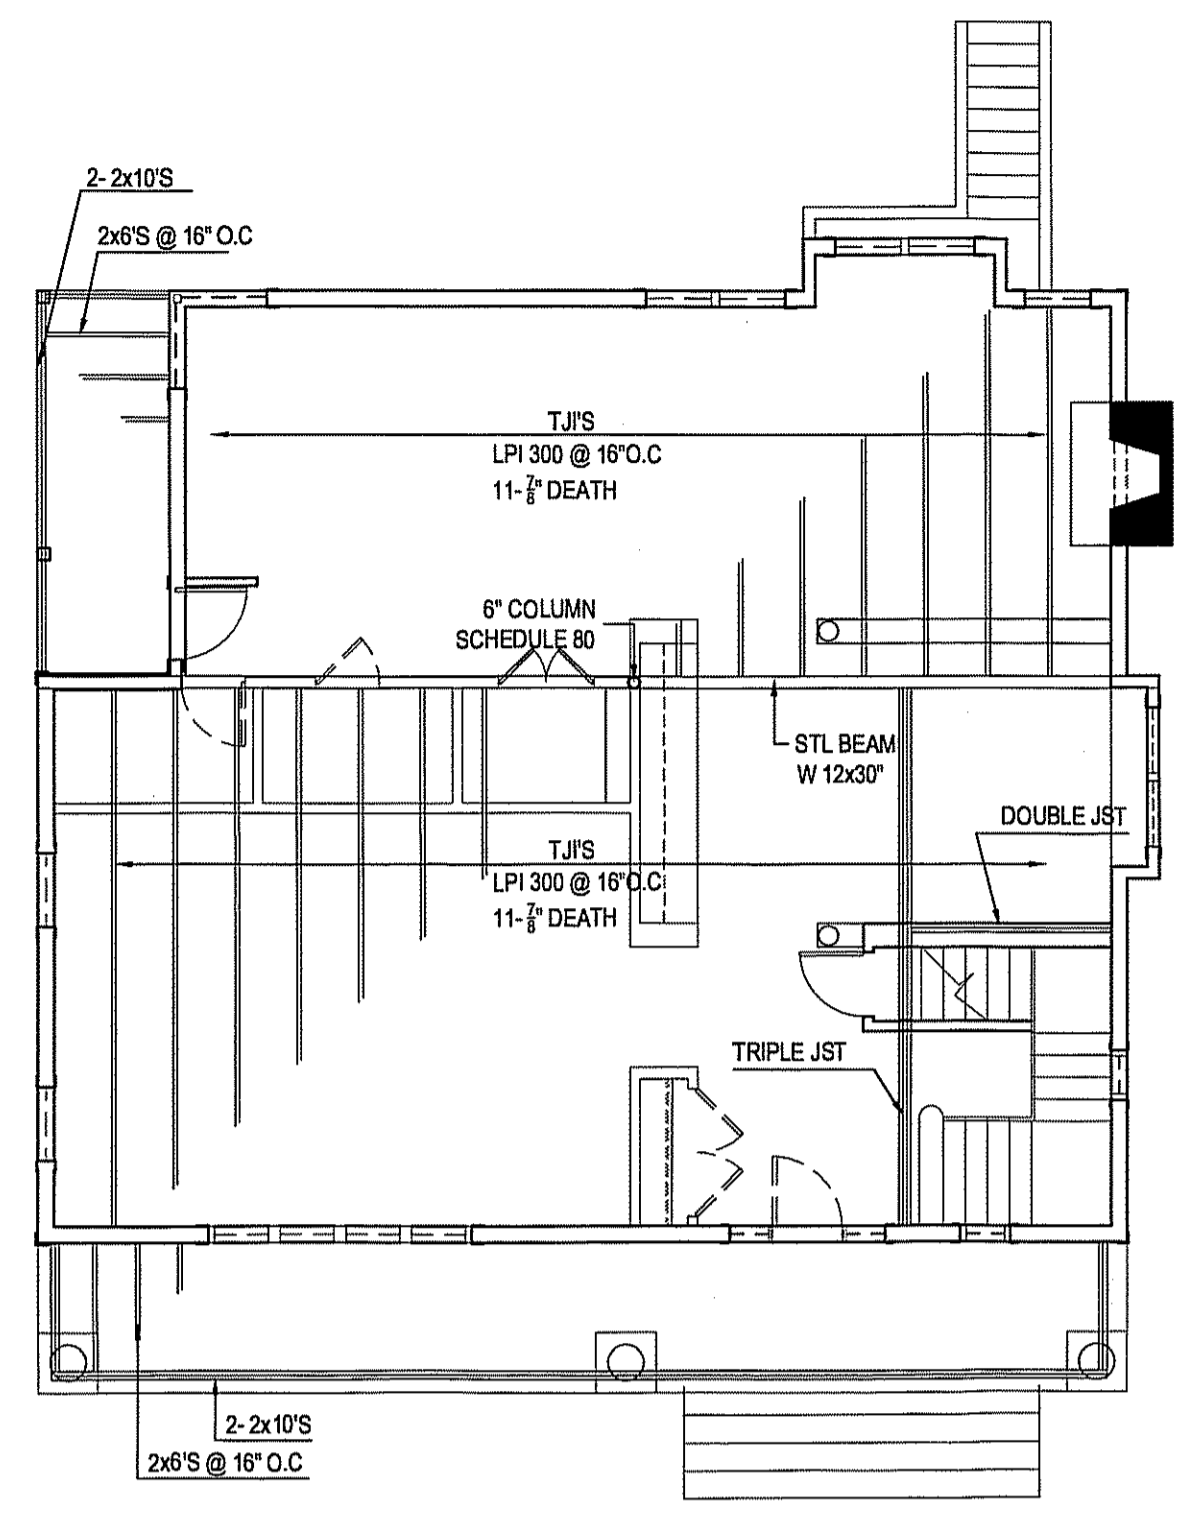 2- 2x10'S
2x6'S @ 16" O.C
TJI'S
LPI 300 @ 16"O.C
11-⅞" DEATH
6" COLUMN
SCHEDULE 80
STL BEAM
W 12x30"
DOUBLE JST
TJI'S
LPI 300 @ 16"O.C
11-⅞" DEATH
TRIPLE JST
2- 2x10'S
2x6'S @ 16" O.C